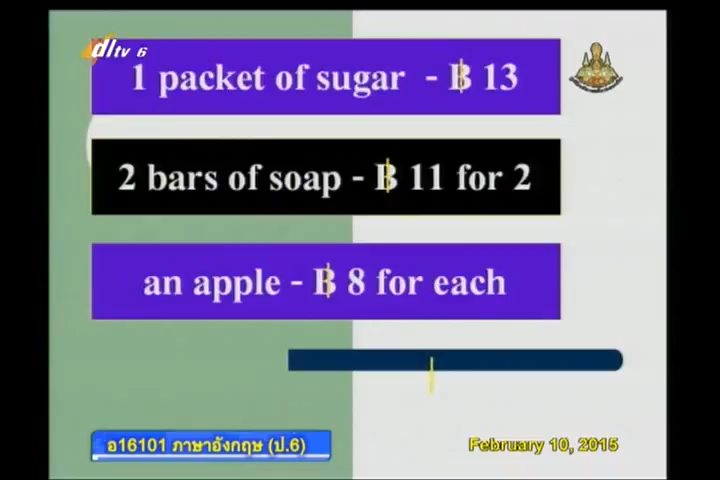 dltv 6
1 packet of sugar - ฿ 13
2 bars of soap - ฿ 11 for 2
an apple - ฿ 8 for each
อ16101 ภาษาอังกฤษ (ป.6)
February 10, 2015